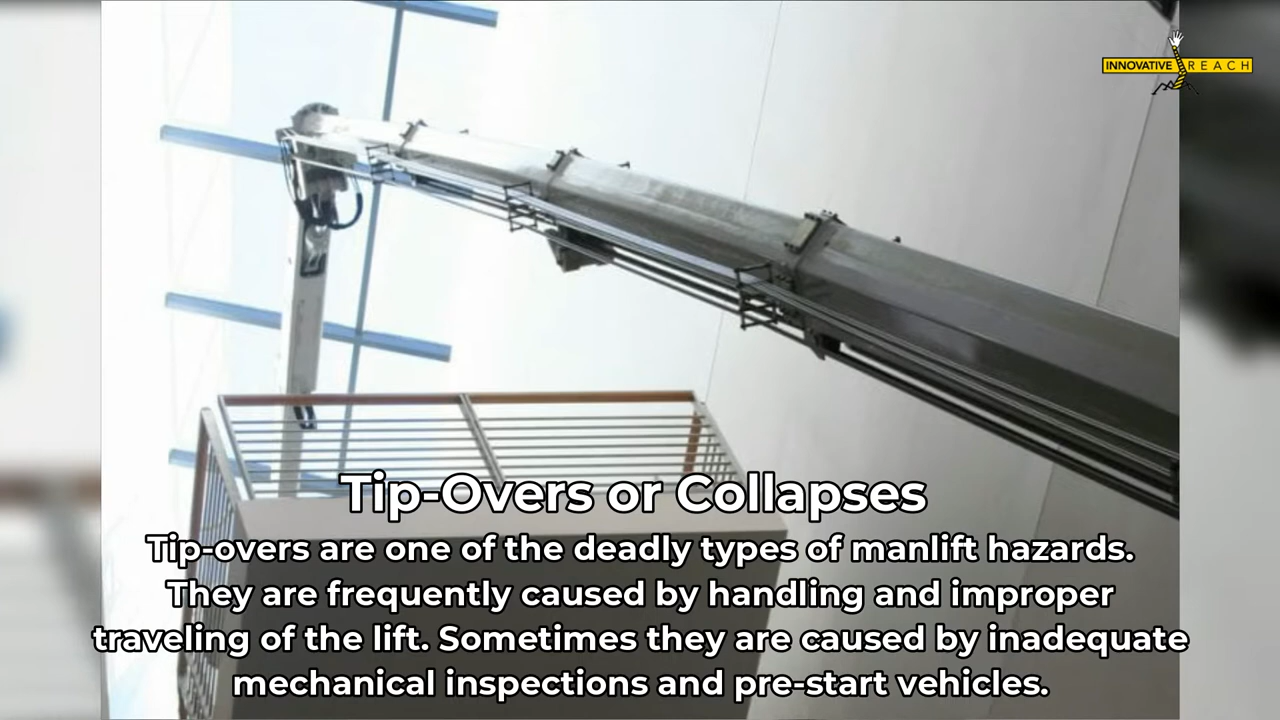 INNOVATIVE REACH
Tip-Overs or Collapses
Tip-overs are one of the deadly types of manlift hazards.
They are frequently caused by handling and improper
traveling of the lift. Sometimes they are caused by inadequate
mechanical inspections and pre-start vehicles.